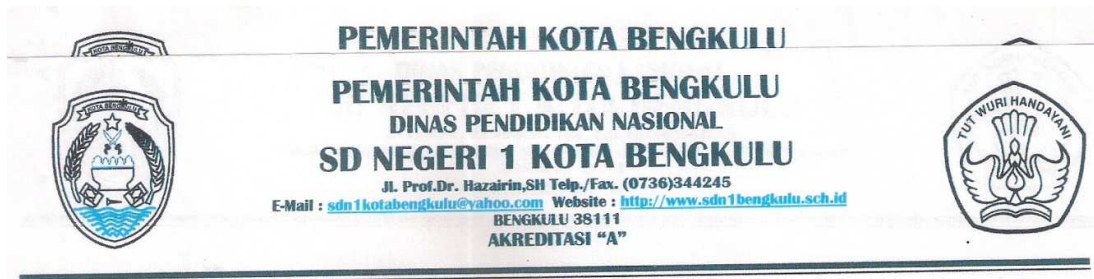 KOTA BENGKULU
PEMERINTAH KOTA BENGKULU
KOTA BENGKULU
PEMERINTAH KOTA BENGKULU
DINAS PENDIDIKAN NASIONAL
SD NEGERI 1 KOTA BENGKULU
Jl. Prof.Dr. Hazairin,SH Telp./Fax. (0736)344245
E-Mail : sdn1kotabengkulu@yahoo.com Website : http://www.sdn1bengkulu.sch.id
BENGKULU 38111
AKREDITASI “A”
TUT WURI HANDAYANI